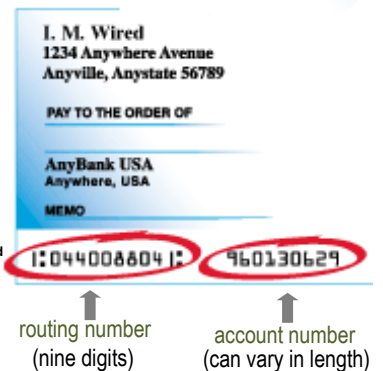 I. M. Wired
1234 Anywhere Avenue
Anyville, Anystate 56789
PAY TO THE ORDER OF
AnyBank USA
Anywhere, USA
MEMO
⑆044008804⑆ 960130629
routing number account number
(nine digits) (can vary in length)